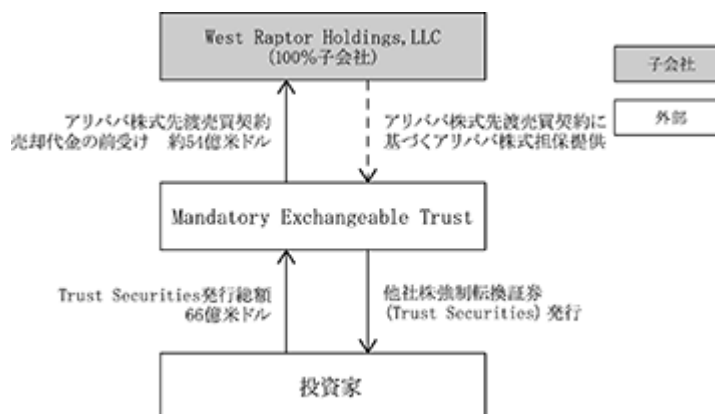 West Raptor Holdings,LLC
(100%子会社)
子会社
外部
アリババ株式先渡売買契約
売却代金の前受け 約54億米ドル
アリババ株式先渡売買契約に
基づくアリババ株式担保提供
Mandatory Exchangeable Trust
Trust Securities発行総額
66億米ドル
他社株強制転換証券
(Trust Securities) 発行
投資家